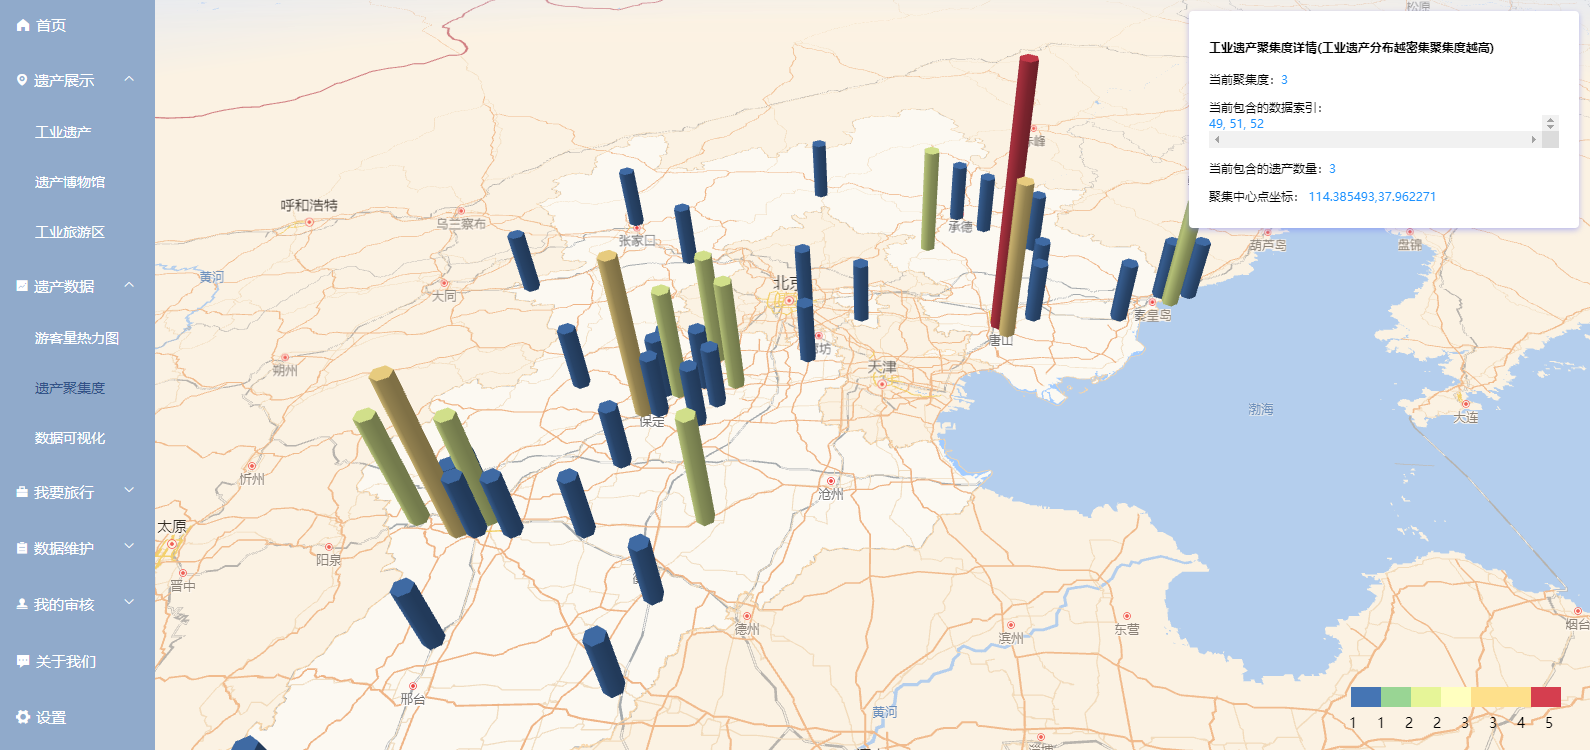 首页
遗产展示
工业遗产
遗产博物馆
工业旅游区
遗产数据
游客量热力图
遗产聚集度
数据可视化
我要旅行
数据维护
我的审核
关于我们
设置
工业遗产聚集度详情(工业遗产分布越密集聚集度越高)
当前聚集度：3
当前包含的数据索引：
49, 51, 52
当前包含的遗产数量：3
聚集中心点坐标： 114.385493,37.962271
松原
呼和浩特
乌兰察布
张家口
承德
葫芦岛
盘锦
黄河
大同
北京
秦皇岛
唐山
朔州
天津
保定
渤海
大连
忻州
沧州
太原
阳泉
晋中
德州
滨州
东营
烟台
邢台
黄河
淄博
1 1 2 2 3 3 4 5